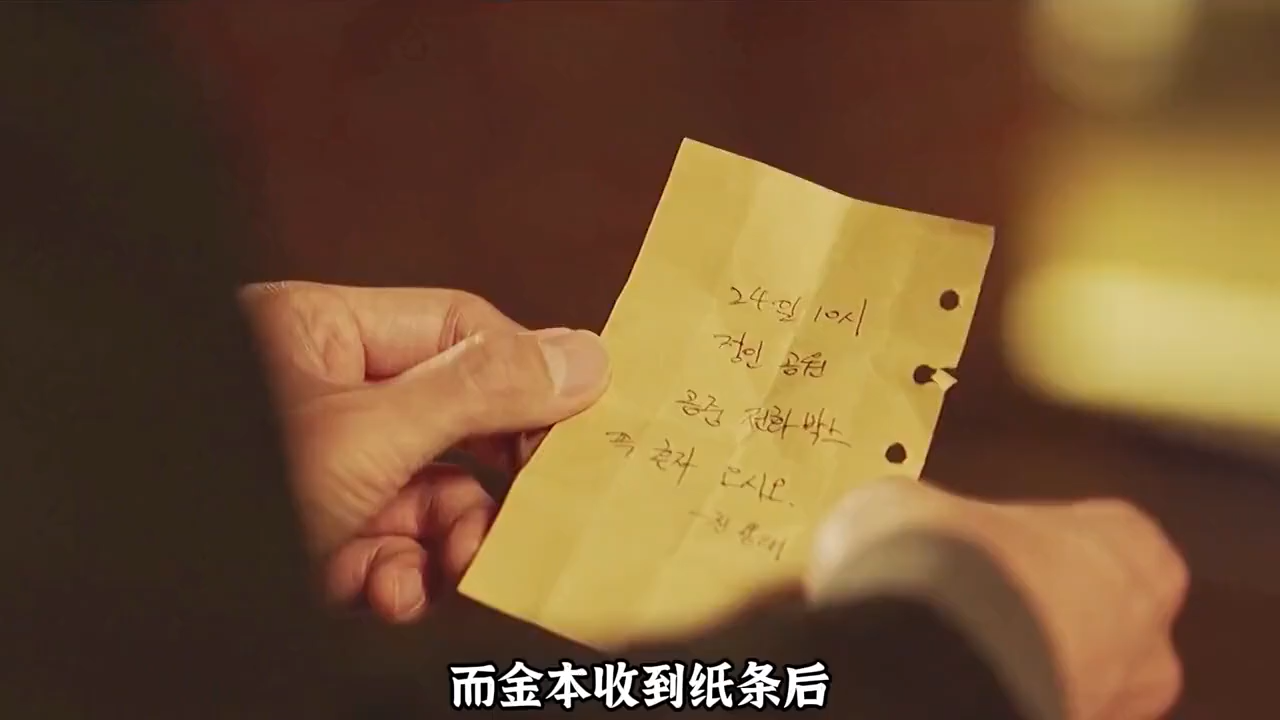 24일 10시
정인 공원
공중 전화 박스
꼭 혼자 오시오.
而金本收到纸条后